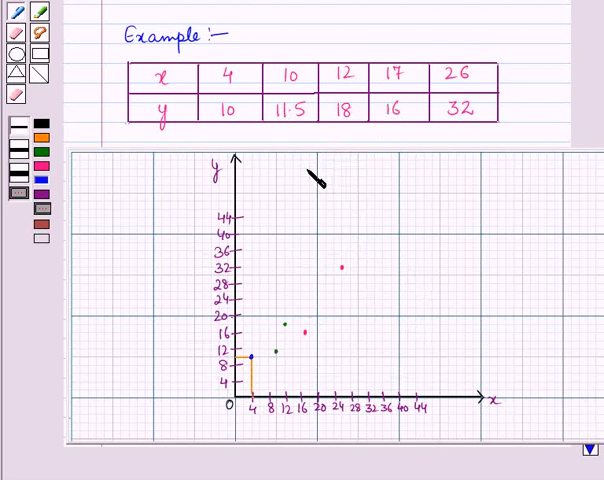 Example :-
x 4 10 12 17 26
y 10 11.5 18 16 32
y
44
40
36
32
28
24
20
16
12
8
4
0 4 8 12 16 20 24 28 32 36 40 44 x